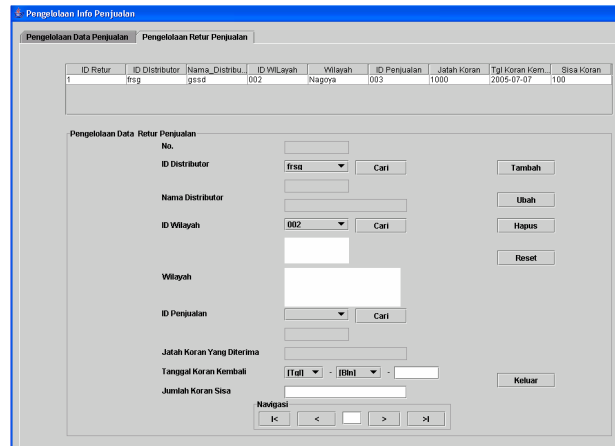 Pengelolaan Info Penjualan
Pengelolaan Data Penjualan Pengelolaan Retur Penjualan
ID Retur ID Distributor Nama_Distribu... ID WILayah Wilayah ID Penjualan Jatah Koran Tgl Koran Kem... Sisa Koran
1 frsg gssd 002 Nagoya 003 1000 2005-07-07 100
Pengelolaan Data Retur Penjualan
No.
ID Distributor frsg Cari Tambah
Nama Distributor Ubah
ID Wilayah 002 Cari Hapus
Reset
Wilayah
ID Penjualan Cari
Jatah Koran Yang Diterima
Tanggal Koran Kembali [Tgl] - [Bln] -
Keluar
Jumlah Koran Sisa
Navigasi
|< < > >|